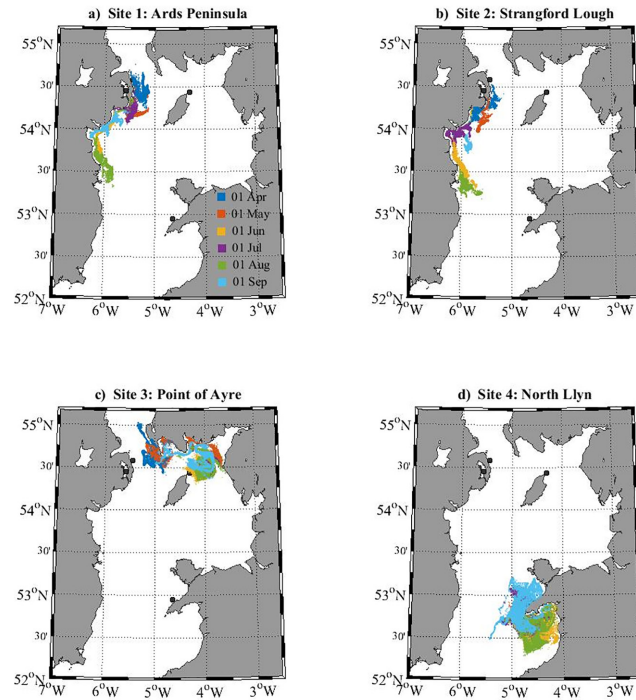 a) Site 1: Ards Peninsula
55°N
30'
54°N
30'
53°N
30'
52°N
7°W 6°W 5°W 4°W 3°W
01 Apr
01 May
01 Jun
01 Jul
01 Aug
01 Sep
b) Site 2: Strangford Lough
55°N
30'
54°N
30'
53°N
30'
52°N
7°W 6°W 5°W 4°W
c) Site 3: Point of Ayre
55°N
30'
54°N
30'
53°N
30'
52°N
6°W 5°W 4°W 3°W
d) Site 4: North Llyn
55°N
30'
54°N
30'
53°N
30'
52°N
7°W 6°W 5°W 4°W